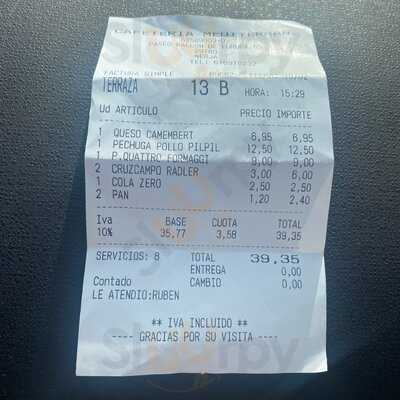 CAFETERIA MEDITERRAN
NERJA
FACTURA SIMPLE
TERRAZA 13 B HORA: 15:29
Ud ARTICULO PRECIO IMPORTE
1 QUESO CAMEMBERT 6,95 6,95
1 PECHUGA POLLO PILPIL 12,50 12,50
1 P.QUATTRO FORMAGGI 9,00 9,00
2 CRUZCAMPO RADLER 3,00 6,00
1 COLA ZERO 2,50 2,50
2 PAN 1,20 2,40
Iva BASE CUOTA TOTAL
10% 35,77 3,58 39,35
SERVICIOS: 8 TOTAL 39,35
ENTREGA 0,00
Contado CAMBIO 0,00
LE ATENDIO:RUBEN
** IVA INCLUIDO **
---- GRACIAS POR SU VISITA ----